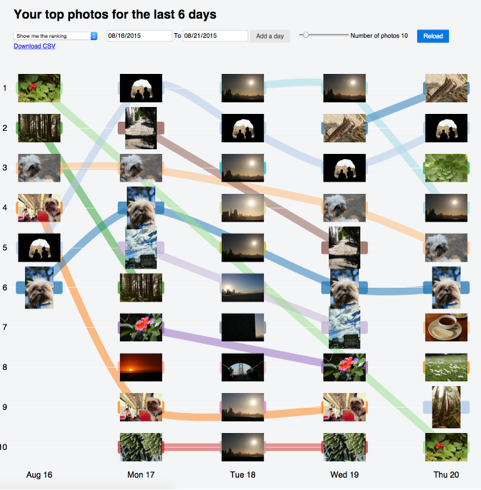 Your top photos for the last 6 days
Show me the ranking 08/16/2015 To 08/21/2015 Add a day Number of photos 10 Reload
Download CSV
1
2
3
4
5
6
7
8
9
10
Aug 16 Mon 17 Tue 18 Wed 19 Thu 20